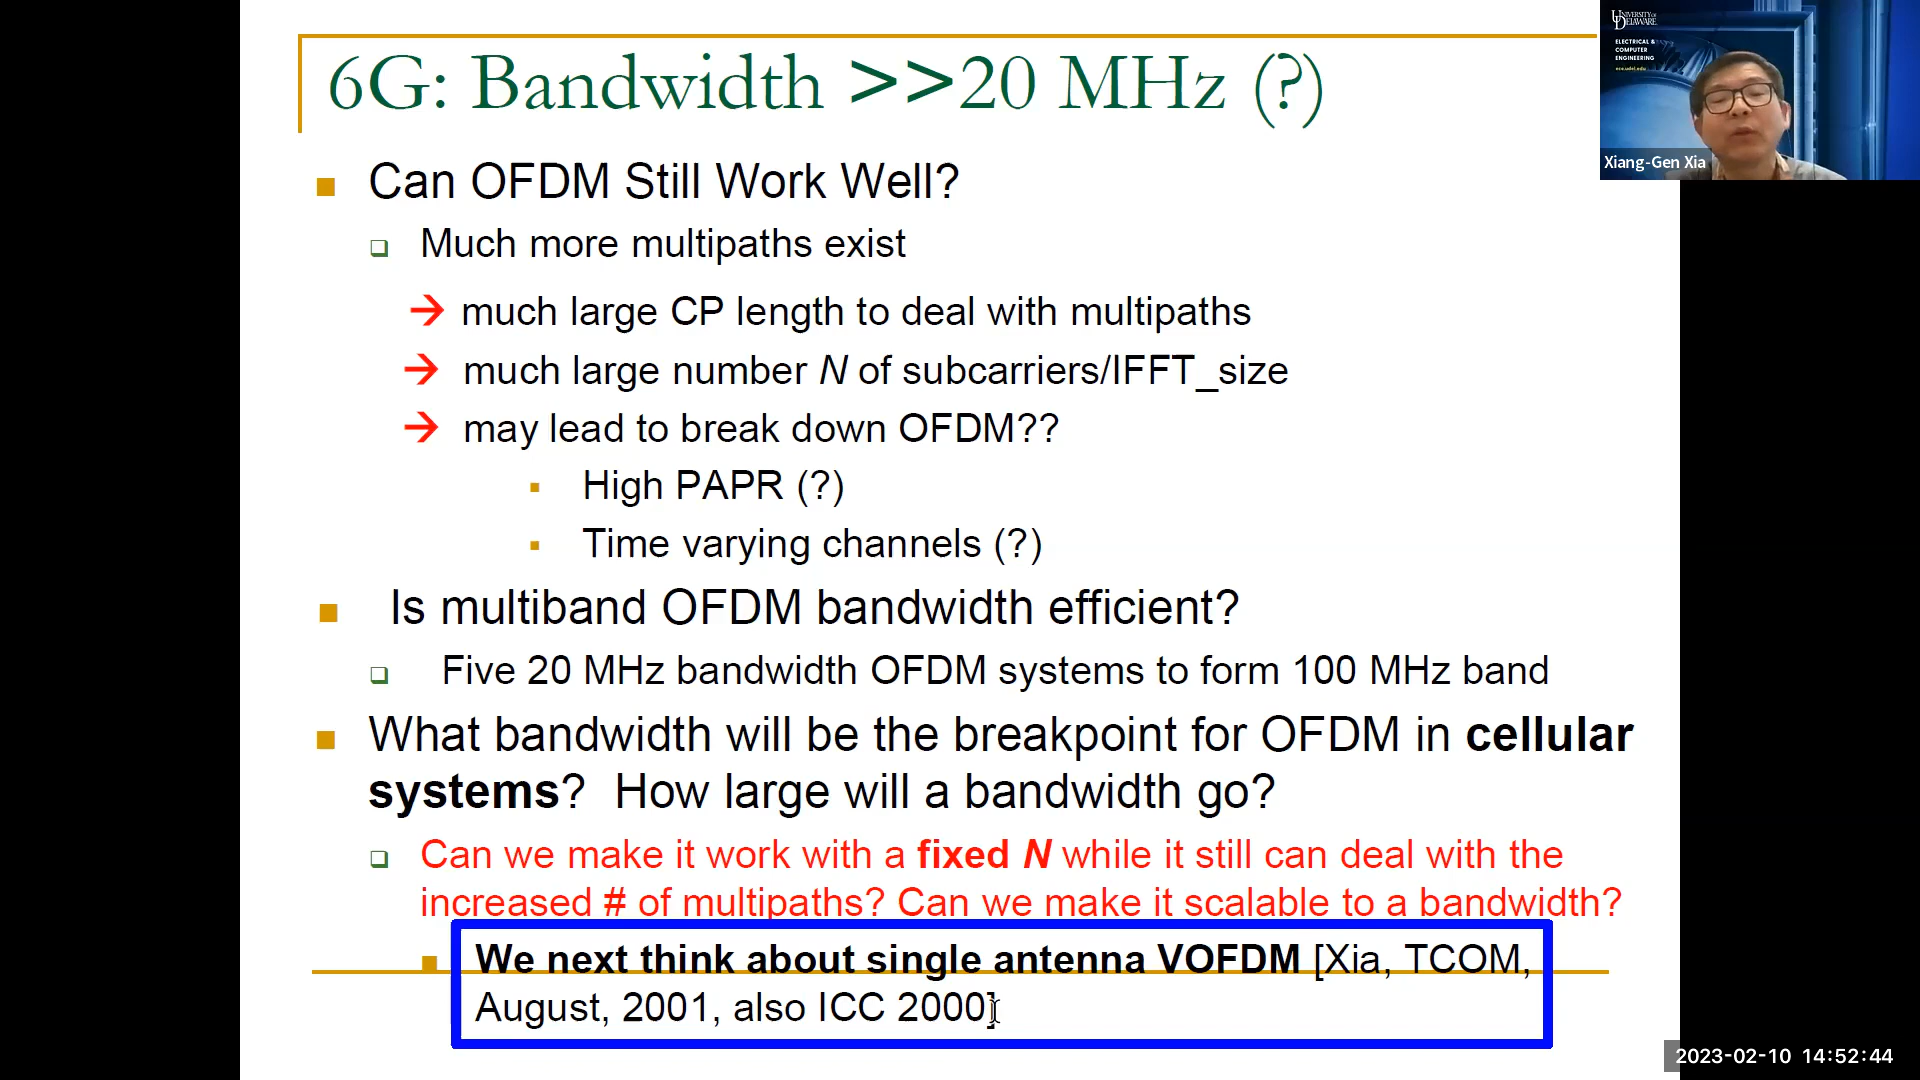 6G: Bandwidth >>20 MHz (?)
Can OFDM Still Work Well?
Much more multipaths exist
→ much large CP length to deal with multipaths
→ much large number N of subcarriers/IFFT_size
→ may lead to break down OFDM??
High PAPR (?)
Time varying channels (?)
Is multiband OFDM bandwidth efficient?
Five 20 MHz bandwidth OFDM systems to form 100 MHz band
What bandwidth will be the breakpoint for OFDM in cellular
systems? How large will a bandwidth go?
Can we make it work with a fixed N while it still can deal with the
increased # of multipaths? Can we make it scalable to a bandwidth?
We next think about single antenna VOFDM [Xia, TCOM,
August, 2001, also ICC 2000]
UNIVERSITY OF
DELAWARE
ELECTRICAL &
COMPUTER
ENGINEERING
ece.udel.edu
Xiang-Gen Xia
2023-02-10 14:52:44